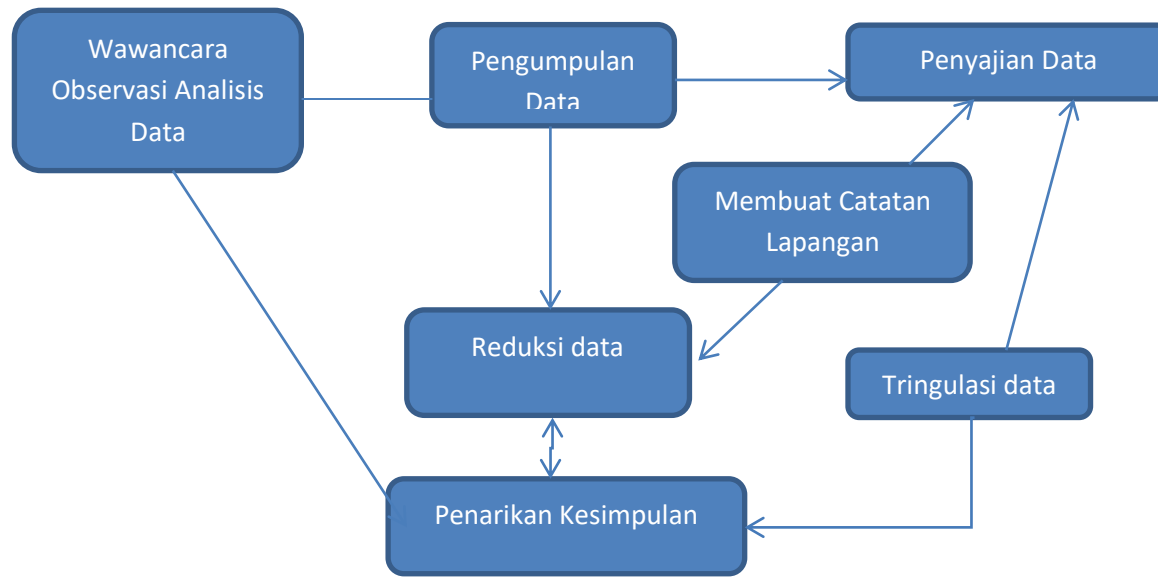 Wawancara
Observasi Analisis
Data
Pengumpulan
Data
Penyajian Data
Membuat Catatan
Lapangan
Reduksi data
Tringulasi data
Penarikan Kesimpulan